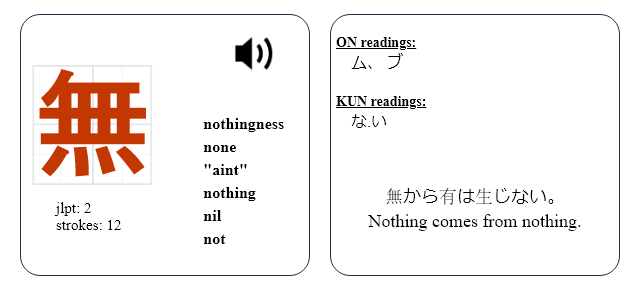 無
jlpt: 2
strokes: 12
nothingness
none
"aint"
nothing
nil
not
ON readings:
ム、 ブ
KUN readings:
な.い
無から有は生じない。
Nothing comes from nothing.